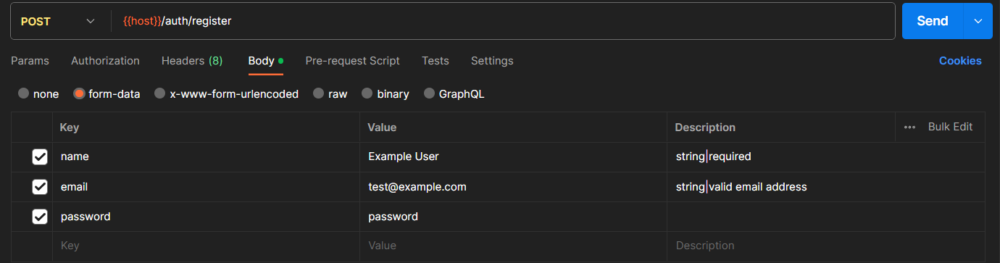 POST {{host}}/auth/register Send
Params Authorization Headers (8) Body Pre-request Script Tests Settings Cookies
none form-data x-www-form-urlencoded raw binary GraphQL
Key Value Description ••• Bulk Edit
name Example User string|required
email test@example.com string|valid email address
password password
Key Value Description